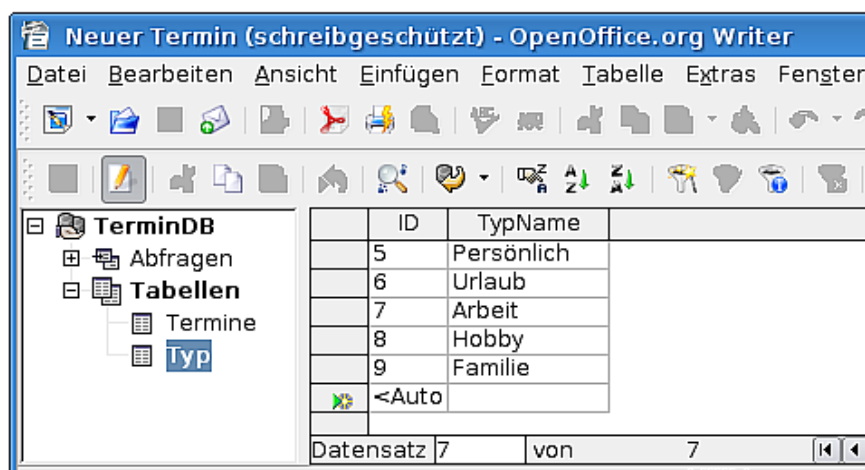 Neuer Termin (schreibgeschützt) - OpenOffice.org Writer
Datei Bearbeiten Ansicht Einfügen Format Tabelle Extras Fenster
TerminDB
Abfragen
Tabellen
Termine
Typ
ID TypName
5 Persönlich
6 Urlaub
7 Arbeit
8 Hobby
9 Familie
<Auto
Datensatz 7 von 7